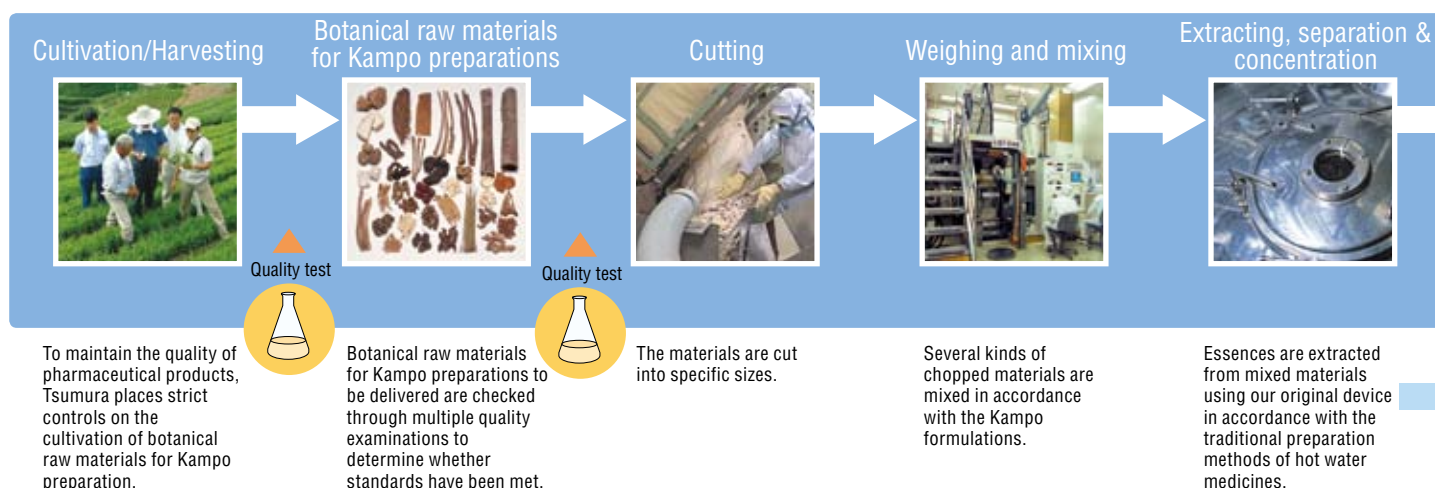 Cultivation/Harvesting
Botanical raw materials
for Kampo preparations
Cutting
Weighing and mixing
Extracting, separation &
concentration
Quality test
Quality test
To maintain the quality of
pharmaceutical products,
Tsumura places strict
controls on the
cultivation of botanical
raw materials for Kampo
preparation.
Botanical raw materials
for Kampo preparations to
be delivered are checked
through multiple quality
examinations to
determine whether
standards have been met.
The materials are cut
into specific sizes.
Several kinds of
chopped materials are
mixed in accordance
with the Kampo
formulations.
Essences are extracted
from mixed materials
using our original device
in accordance with the
traditional preparation
methods of hot water
medicines.